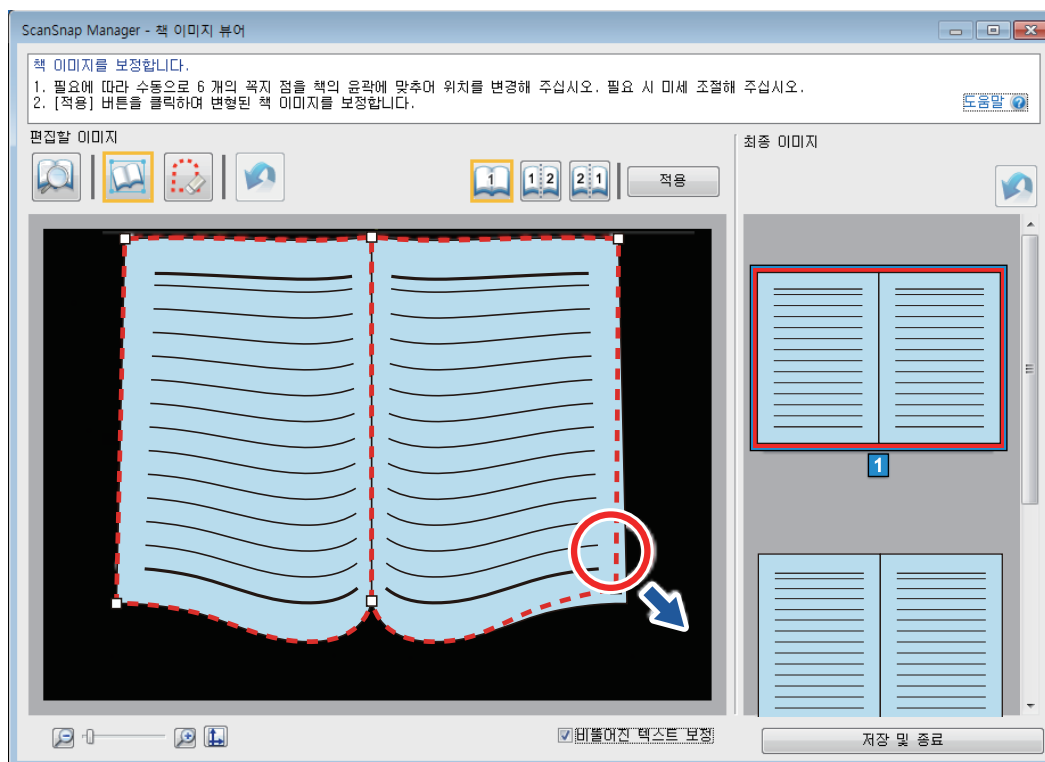 ScanSnap Manager - 책 이미지 뷰어
책 이미지를 보정합니다.
1. 필요에 따라 수동으로 6 개의 꼭지 점을 책의 윤곽에 맞추어 위치를 변경해 주십시오. 필요 시 미세 조절해 주십시오.
2. [적용] 버튼을 클릭하여 변형된 책 이미지를 보정합니다.
도움말
편집할 이미지
최종 이미지
1
1 2
2 1
적용
1
비뚤어진 텍스트 보정
저장 및 종료